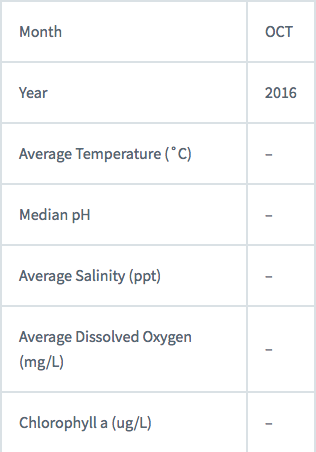 Month OCT
Year 2016
Average Temperature (˚C) –
Median pH –
Average Salinity (ppt) –
Average Dissolved Oxygen
(mg/L) –
Chlorophyll a (ug/L) –